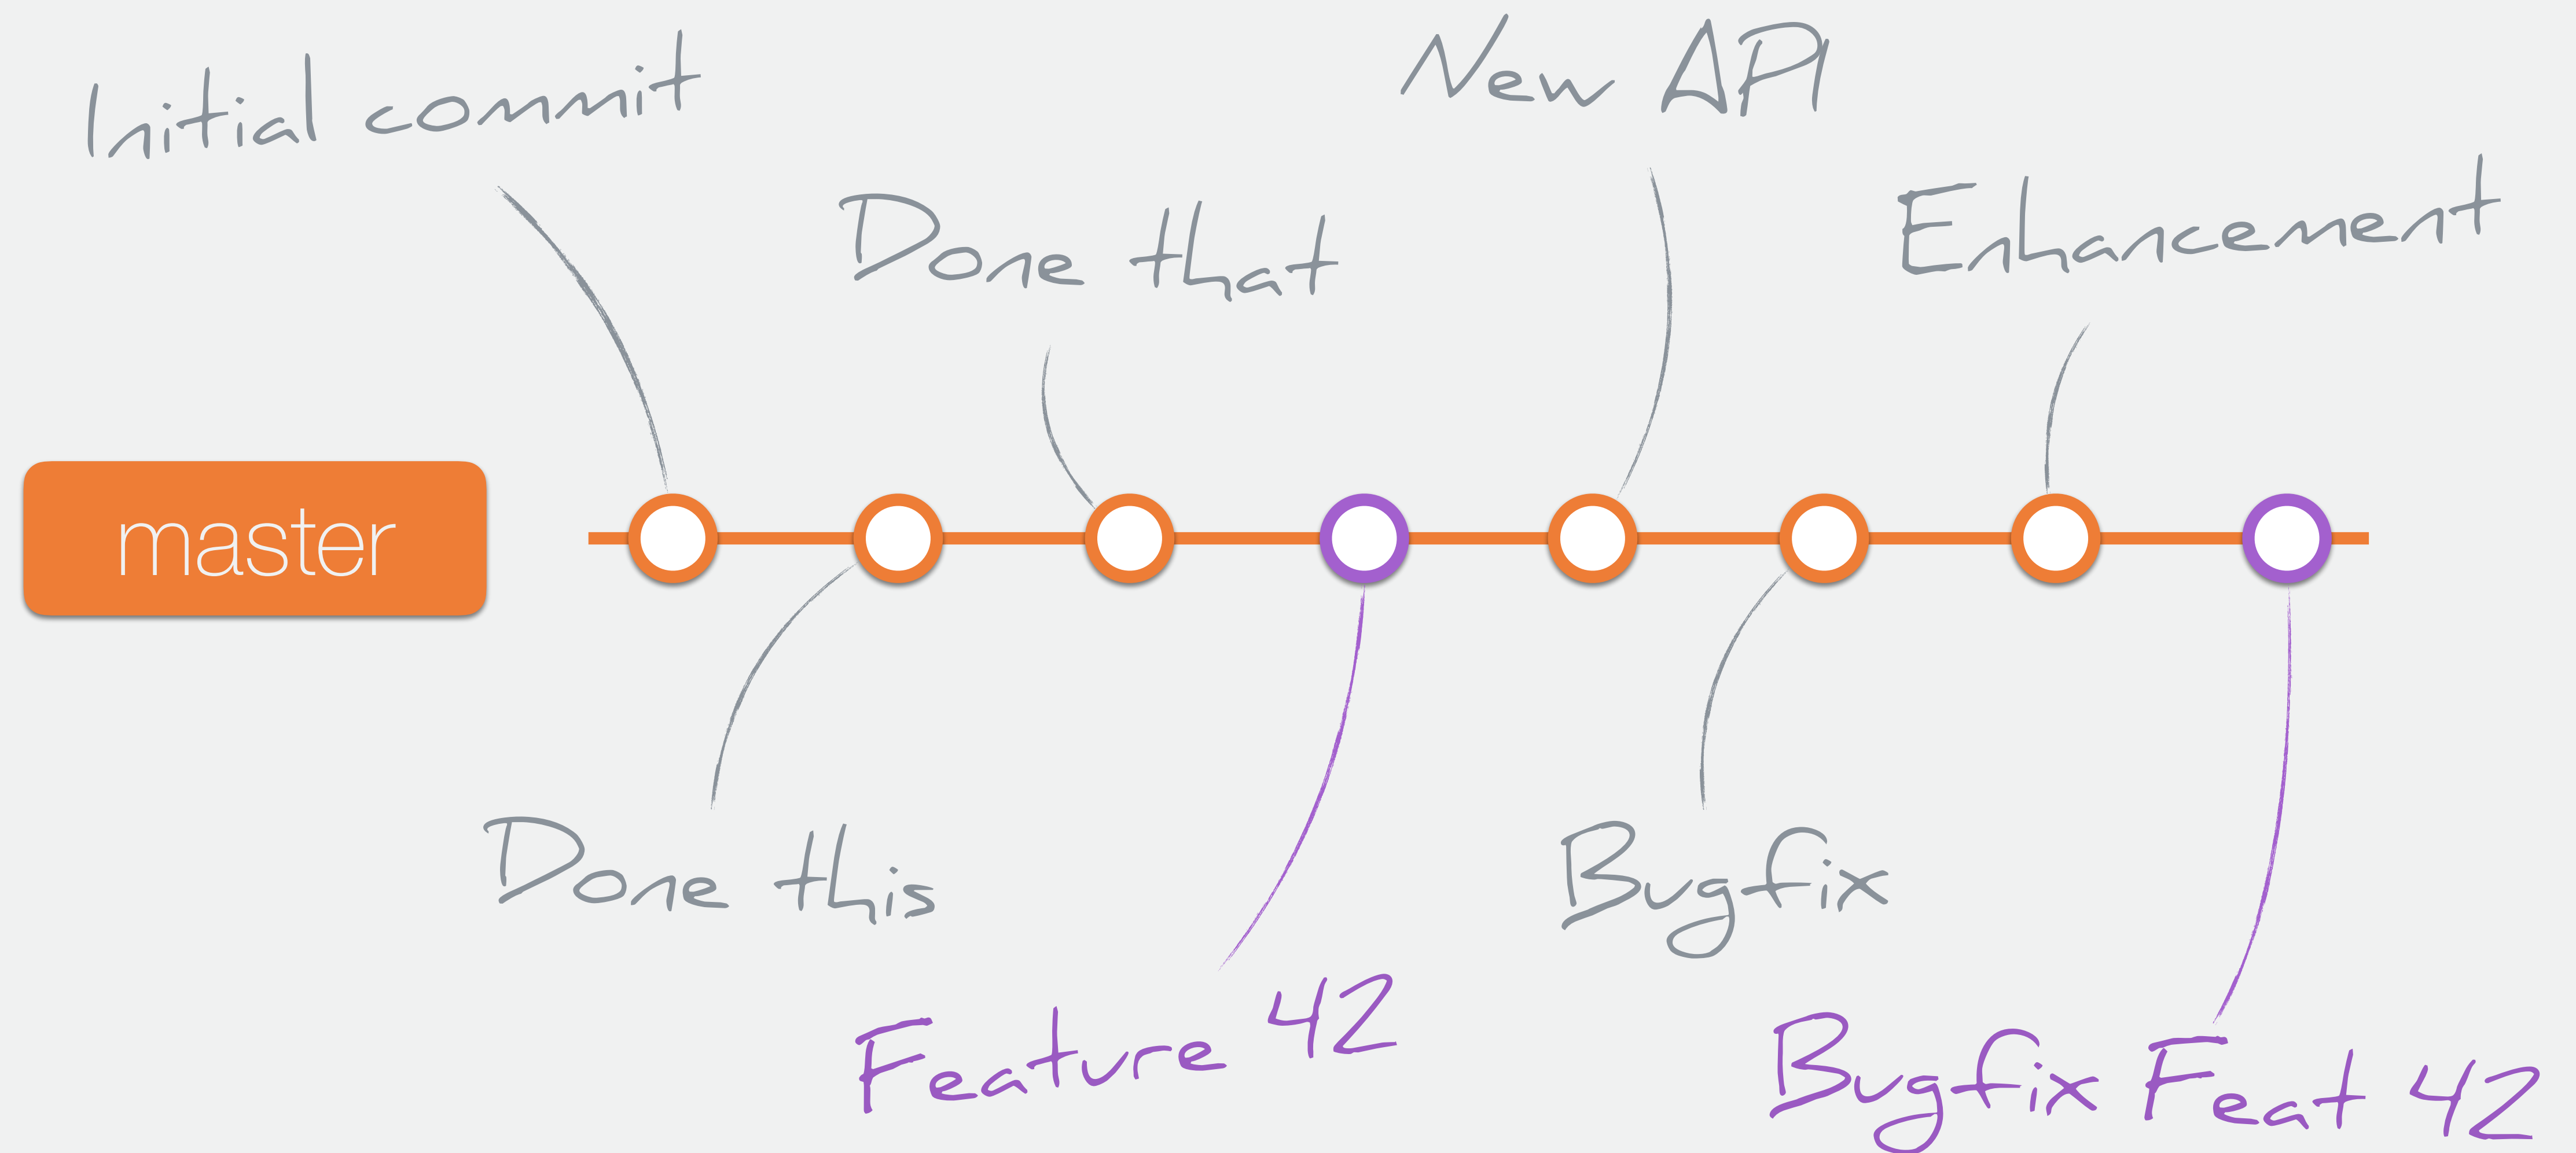 Initial commit
New API
Done that
Enhancement
master
Done this
Bugfix
Feature 42
Bugfix Feat 42